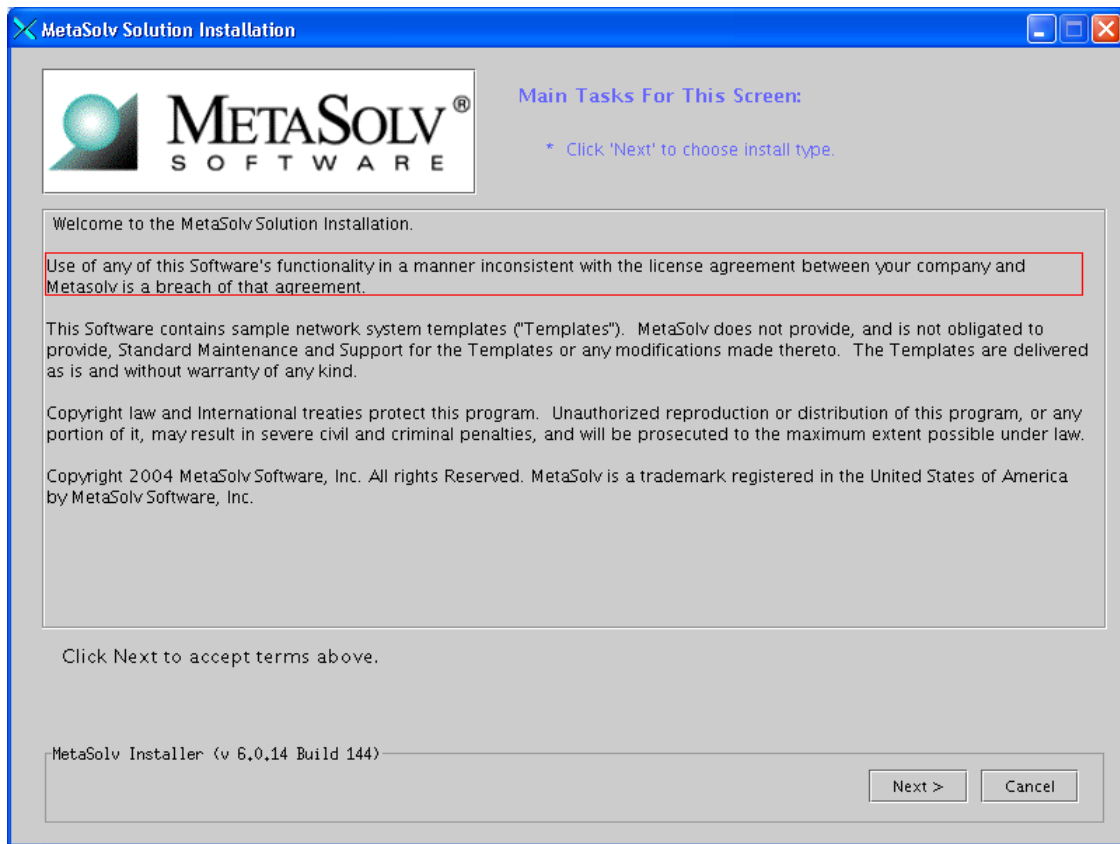 MetaSolv Solution Installation
METASOLV®
SOFTWARE
Main Tasks For This Screen:
* Click 'Next' to choose install type.
Welcome to the MetaSolv Solution Installation.
Use of any of this Software's functionality in a manner inconsistent with the license agreement between your company and
Metasolv is a breach of that agreement.
This Software contains sample network system templates ("Templates").  MetaSolv does not provide, and is not obligated to
provide, Standard Maintenance and Support for the Templates or any modifications made thereto.  The Templates are delivered
as is and without warranty of any kind.
Copyright law and International treaties protect this program.  Unauthorized reproduction or distribution of this program, or any
portion of it, may result in severe civil and criminal penalties, and will be prosecuted to the maximum extent possible under law.
Copyright 2004 MetaSolv Software, Inc. All rights Reserved. MetaSolv is a trademark registered in the United States of America
by MetaSolv Software, Inc.
Click Next to accept terms above.
MetaSolv Installer (v 6.0.14 Build 144)
Next >
Cancel